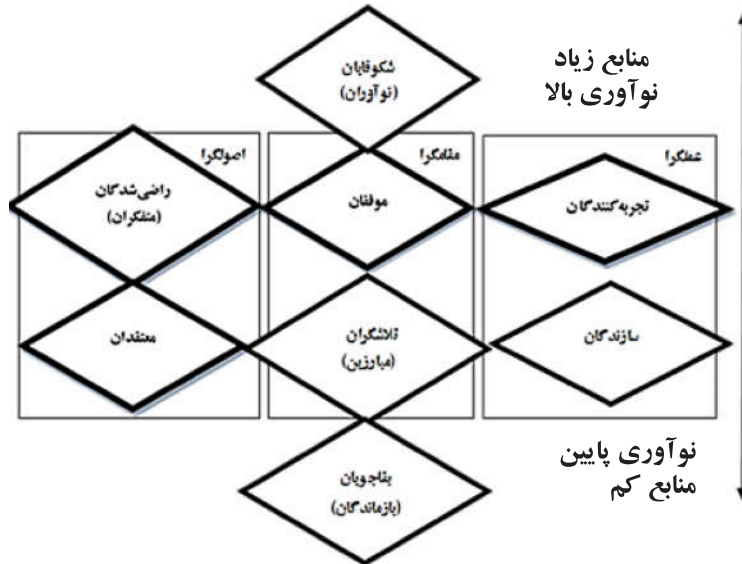 منابع زیاد
نوآوری بالا
شکوفایان
(نوآوران)
عملگرا
مقامگرا
اصولگرا
تجربه‌کنندگان
موفقان
راضی‌شدگان
(متفکران)
سازندگان
تلاشگران
(مبارزین)
معتقدان
نوآوری پایین
منابع کم
بقاجویان
(بازماندگان)